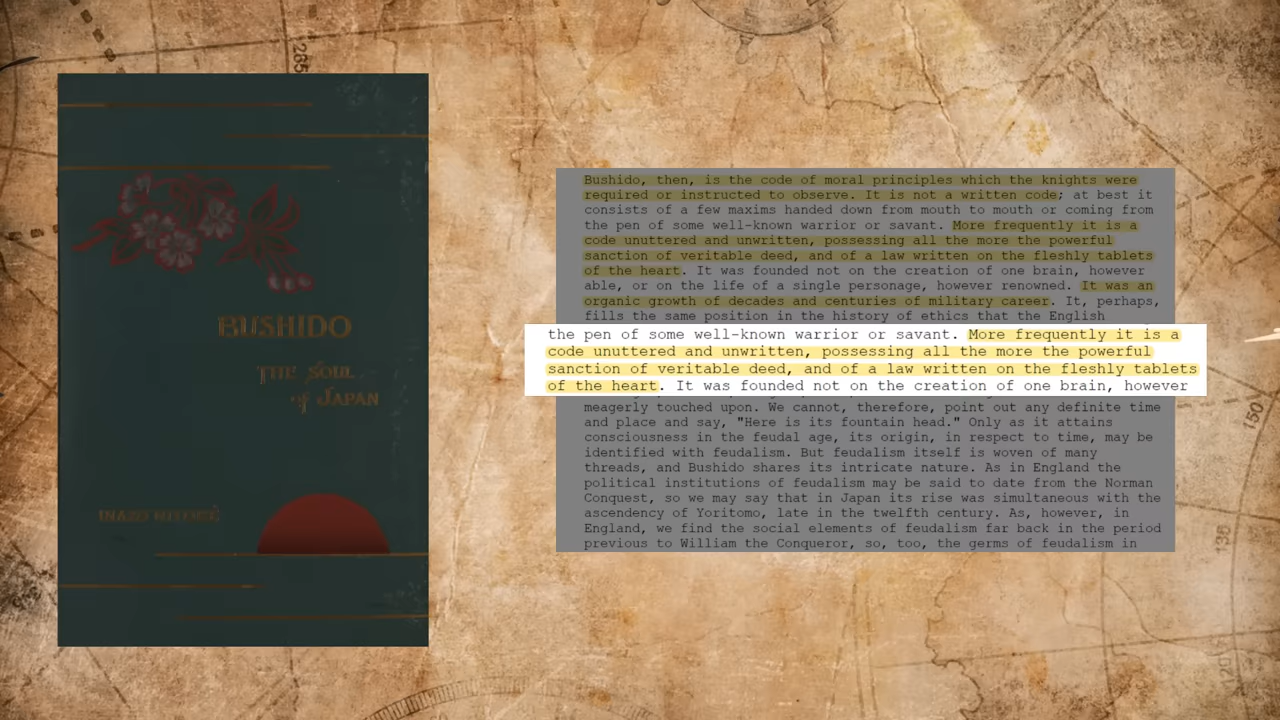 BUSHIDO
THE SOUL
of JAPAN
INAZO NITOBÉ
Bushido, then, is the code of moral principles which the knights were
required or instructed to observe. It is not a written code; at best it
consists of a few maxims handed down from mouth to mouth or coming from
the pen of some well-known warrior or savant. More frequently it is a
code unuttered and unwritten, possessing all the more the powerful
sanction of veritable deed, and of a law written on the fleshly tablets
of the heart. It was founded not on the creation of one brain, however
able, or on the life of a single personage, however renowned. It was an
organic growth of decades and centuries of military career. It, perhaps,
fills the same position in the history of ethics that the English
the pen of some well-known warrior or savant. More frequently it is a
code unuttered and unwritten, possessing all the more the powerful
sanction of veritable deed, and of a law written on the fleshly tablets
of the heart. It was founded not on the creation of one brain, however
meagerly touched upon. We cannot, therefore, point out any definite time
and place and say, "Here is its fountain head." Only as it attains
consciousness in the feudal age, its origin, in respect to time, may be
identified with feudalism. But feudalism itself is woven of many
threads, and Bushido shares its intricate nature. As in England the
political institutions of feudalism may be said to date from the Norman
Conquest, so we may say that in Japan its rise was simultaneous with the
ascendency of Yoritomo, late in the twelfth century. As, however, in
England, we find the social elements of feudalism far back in the period
previous to William the Conqueror, so, too, the germs of feudalism in
265
150
135